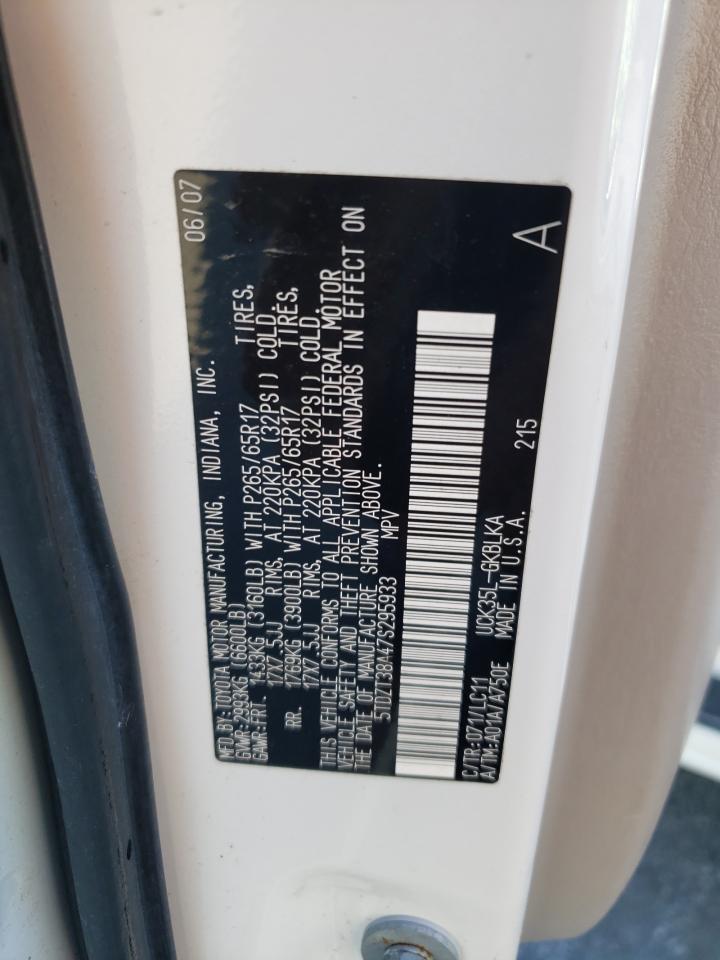 MFD.BY:TOYOTA MOTOR MANUFACTURING, INDIANA, INC. 06/07
GVWR:2993KG (6600LB)
GAWR-FRT. 1433KG (3160LB) WITH P265/65R17 TIRES,
17X7.5JJ RIMS, AT 220KPA (32PSI) COLD.
RR. 1769KG (3900LB) WITH P265/65R17 TIRES,
17X7.5JJ RIMS, AT 220KPA (32PSI) COLD.
THIS VEHICLE CONFORMS TO ALL APPLICABLE FEDERAL MOTOR
VEHICLE SAFETY AND THEFT PREVENTION STANDARDS IN EFFECT ON
THE DATE OF MANUFACTURE SHOWN ABOVE.
5TDZT38A47S295933 MPV
C/TR:071/LC11 UCK35L-GKBLKA
A/TM:A01A/A750E MADE IN U.S.A. 215 A